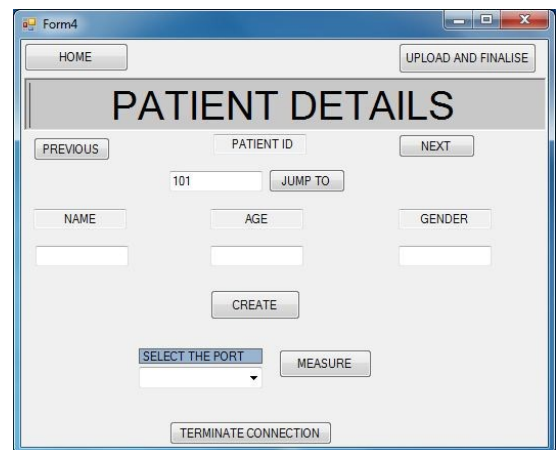 Form4
HOME
UPLOAD AND FINALISE
PATIENT DETAILS
PREVIOUS
PATIENT ID
NEXT
101
JUMP TO
NAME
AGE
GENDER
CREATE
SELECT THE PORT
MEASURE
TERMINATE CONNECTION